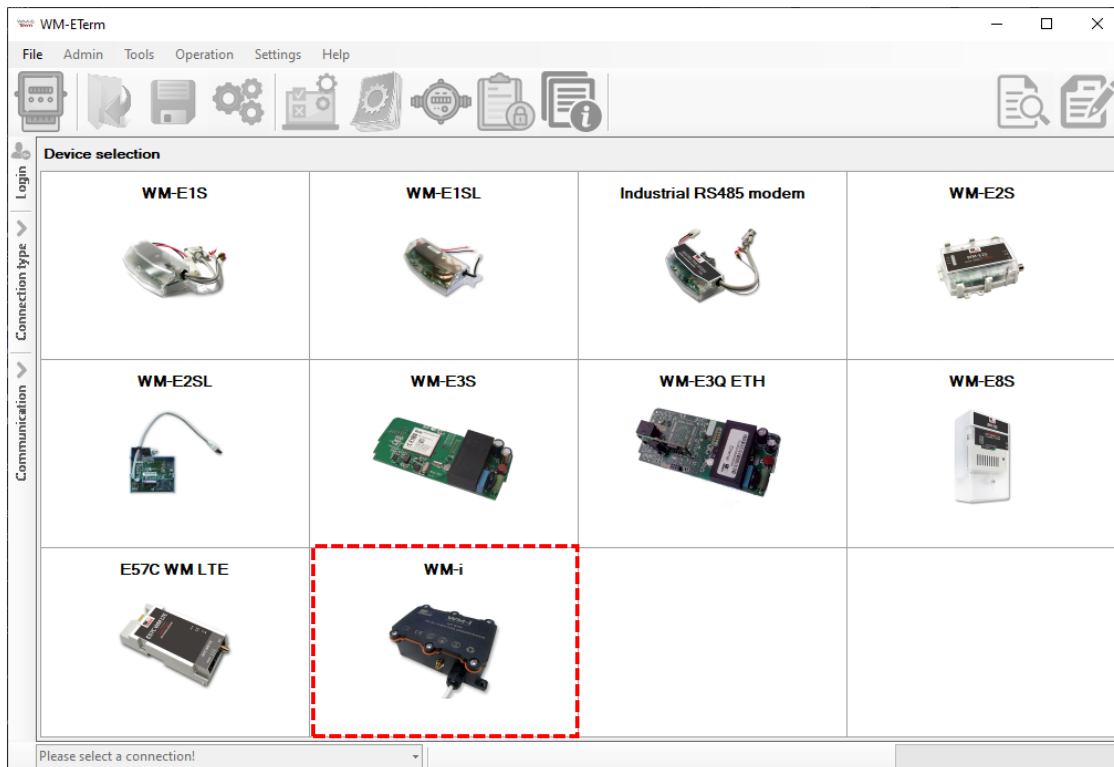 WM-ETerm
File Admin Tools Operation Settings Help
Device selection
Login
Connection type
Communication
WM-E1S
WM-E1SL
Industrial RS485 modem
WM-E2S
WM-E2SL
WM-E3S
WM-E3Q ETH
WM-E8S
E57C WM LTE
WM-i
WM-I
Please select a connection!